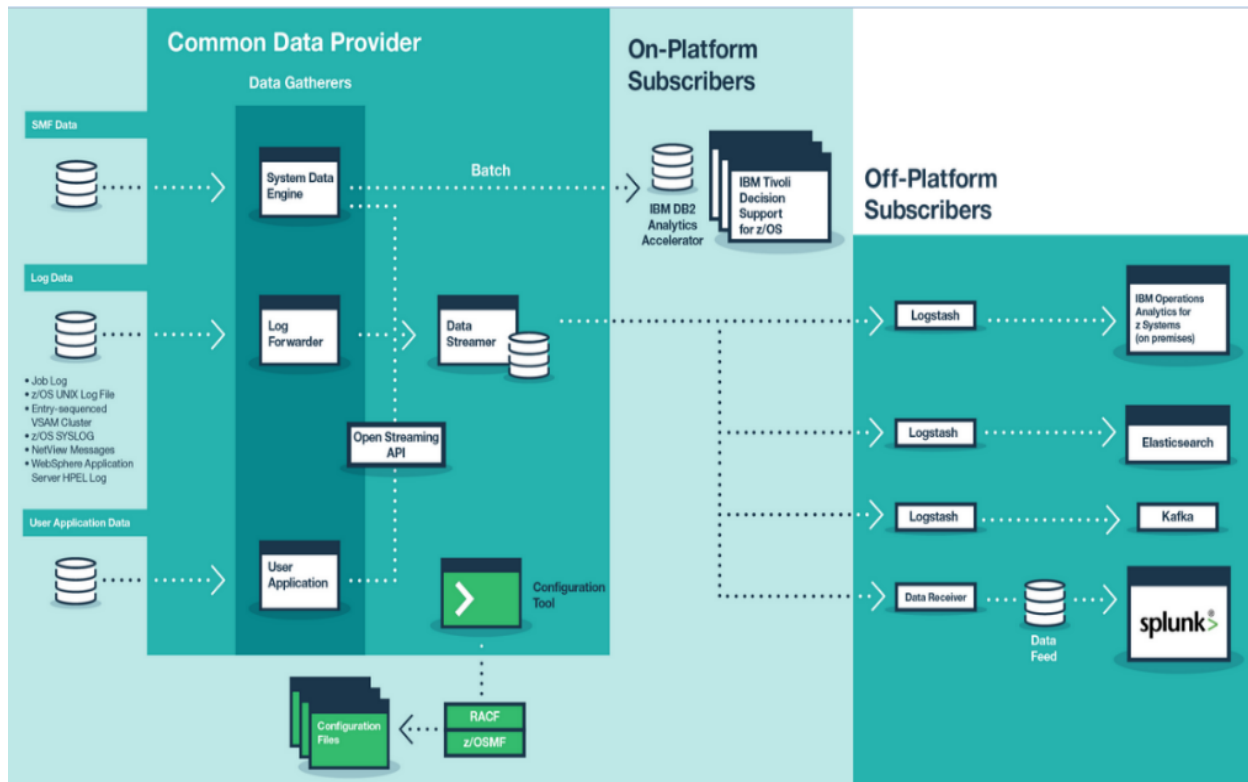 Common Data Provider
Data Gatherers
On-Platform
Subscribers
Off-Platform
Subscribers
SMF Data
System Data
Engine
Batch
IBM DB2
Analytics
Accelerator
IBM Tivoli
Decision
Support
for z/OS
Log Data
• Job Log
• z/OS UNIX Log File
• Entry-sequenced
VSAM Cluster
• z/OS SYSLOG
• NetView Messages
• WebSphere Application
Server HPEL Log
Log
Forwarder
Data
Streamer
Open Streaming
API
User Application Data
User
Application
Configuration
Tool
RACF
z/OSMF
Configuration
Files
Logstash
IBM Operations
Analytics for
z Systems
(on premises)
Logstash
Elasticsearch
Logstash
Kafka
Data Receiver
Data
Feed
splunk>®